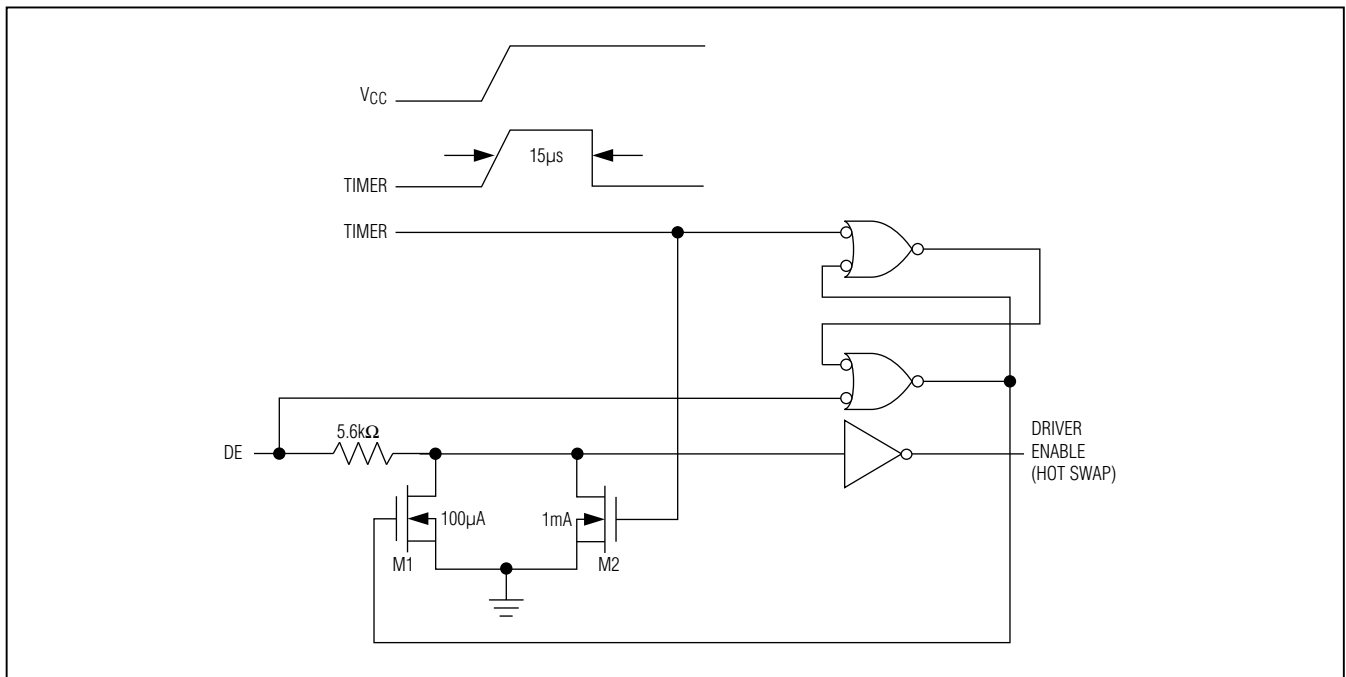 VCC
15µs
TIMER
TIMER
5.6kΩ
DE
DRIVER
ENABLE
(HOT SWAP)
100µA
1mA
M1
M2